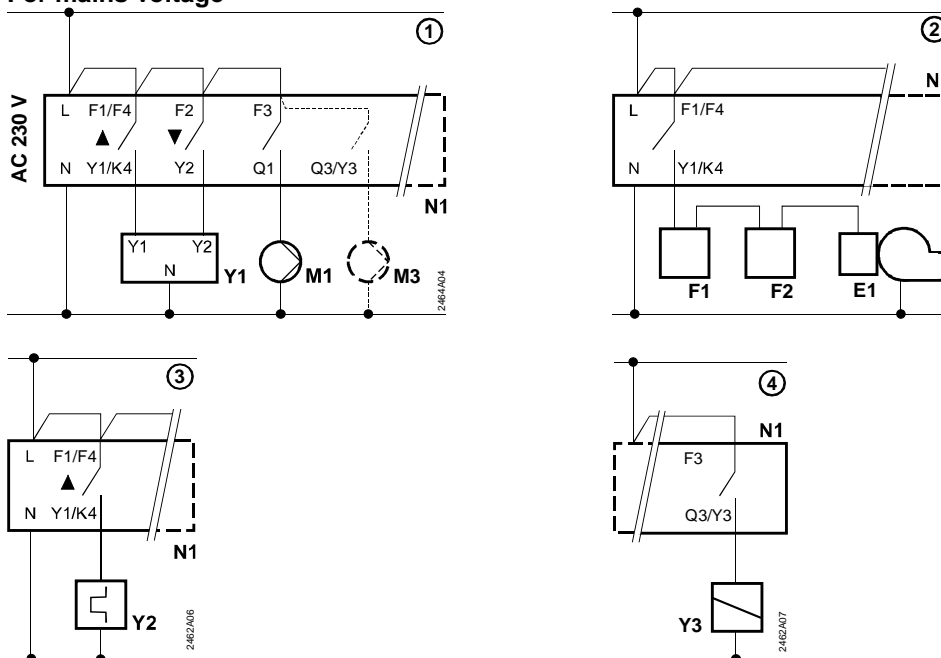 For mains voltage
1
AC 230 V
L F1/F4 F2 F3
▲ ▼
N Y1/K4 Y2 Q1 Q3/Y3
N1
Y1 Y2
N
Y1 M1 M3
2464A04
2
N
L F1/F4
N Y1/K4
F1 F2 E1
3
L F1/F4
▲
N Y1/K4
N1
Y2
2462A06
4
N1
F3
Q3/Y3
Y3
2462A07